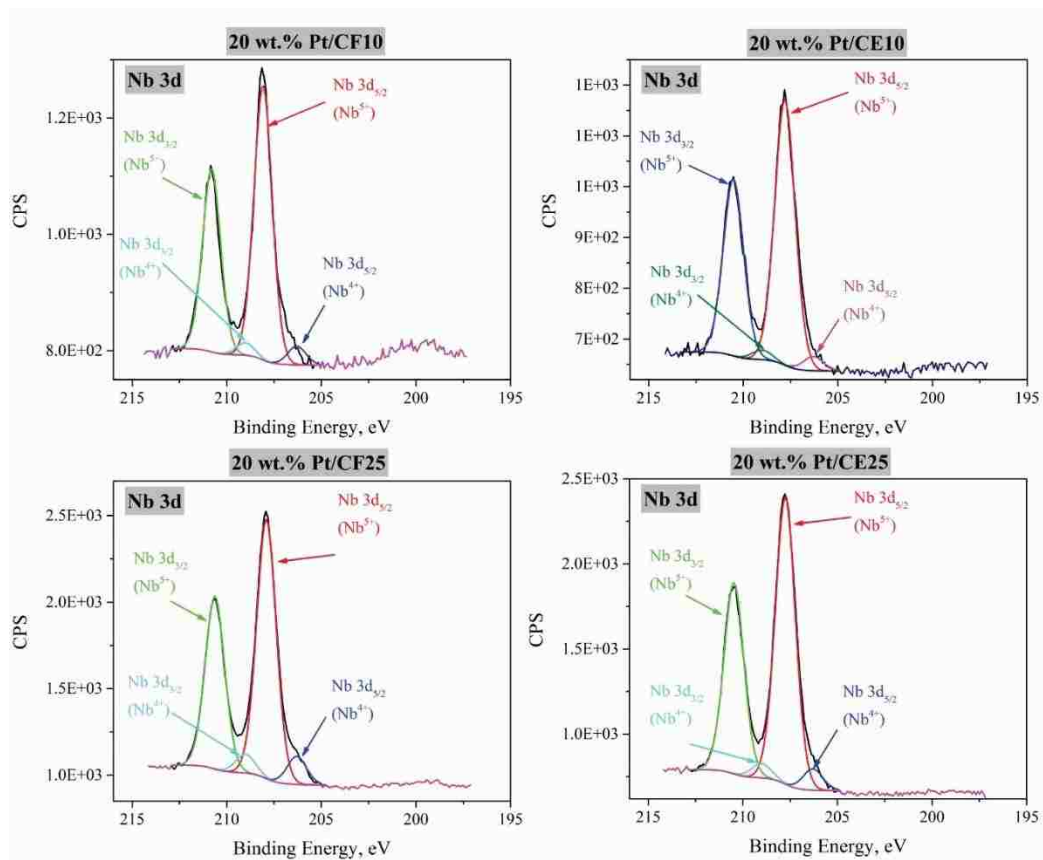 20 wt.% Pt/CF10
Nb 3d
Nb 3d5/2
(Nb5+)
Nb 3d3/2
(Nb5+)
Nb 3d3/2
(Nb4+)
Nb 3d5/2
(Nb4+)
1.2E+03
1.0E+03
8.0E+02
CPS
215 210 205 200 195
Binding Energy, eV
20 wt.% Pt/CE10
Nb 3d
Nb 3d5/2
(Nb5+)
Nb 3d3/2
(Nb5+)
Nb 3d3/2
(Nb4+)
Nb 3d5/2
(Nb4+)
1E+03
1E+03
1E+03
9E+02
8E+02
7E+02
CPS
215 210 205 200 195
Binding Energy, eV
20 wt.% Pt/CF25
Nb 3d
Nb 3d5/2
(Nb5+)
Nb 3d3/2
(Nb5+)
Nb 3d3/2
(Nb4+)
Nb 3d5/2
(Nb4+)
2.5E+03
2.0E+03
1.5E+03
1.0E+03
CPS
215 210 205 200 195
Binding Energy, eV
20 wt.% Pt/CE25
Nb 3d
Nb 3d5/2
(Nb5+)
Nb 3d3/2
(Nb5+)
Nb 3d3/2
(Nb4+)
Nb 3d5/2
(Nb4+)
2.5E+03
2.0E+03
1.5E+03
1.0E+03
CPS
215 210 205 200 195
Binding Energy, eV